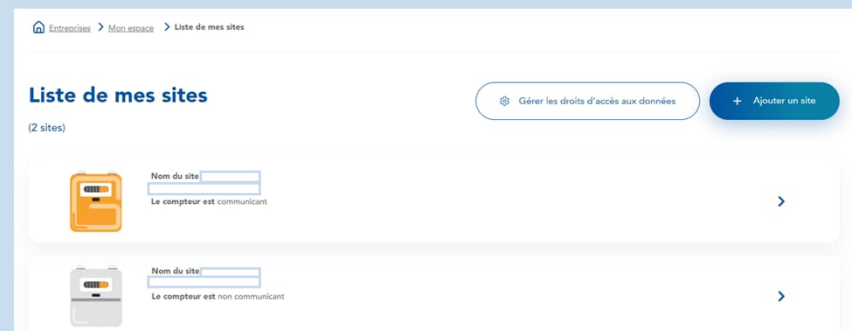 Entreprises > Mon espace > Liste de mes sites
Liste de mes sites
Gérer les droits d'accès aux données
+ Ajouter un site
(2 sites)
Nom du site
Le compteur est communicant
Nom du site
Le compteur est non communicant